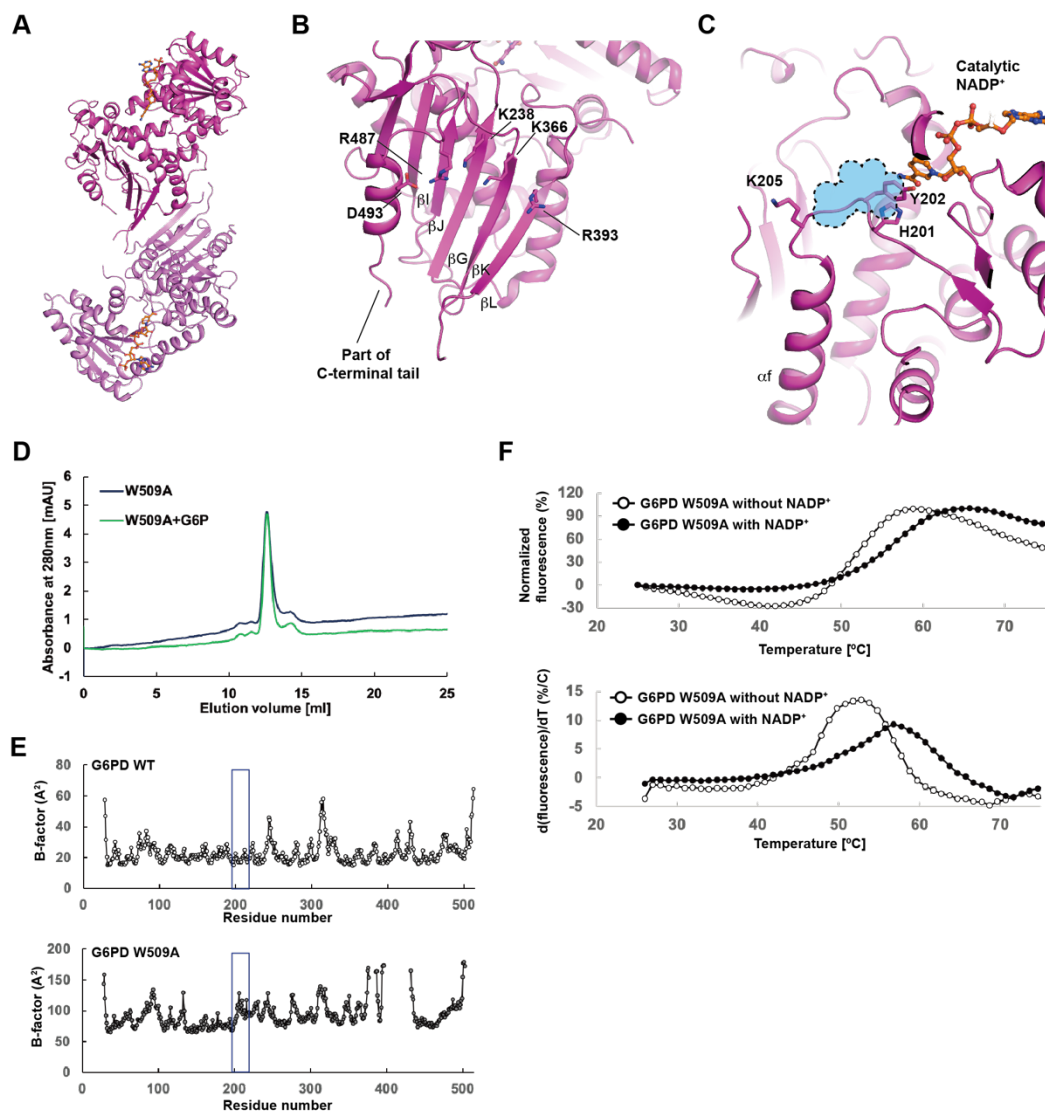 A
B
C
K238
K366
R487
D493
βI
βJ
R393
βG
βK
βL
Part of
C-terminal tail
Catalytic
NADP⁺
K205
Y202
H201
αf
D
W509A
W509A+G6P
Absorbance at 280nm [mAU]
6
5
4
3
2
1
0
-1
0 5 10 15 20 25
Elution volume [ml]
E
G6PD WT
B-factor (A²)
80
60
40
20
0
0 100 200 300 400 500
Residue number
G6PD W509A
B-factor (A²)
200
150
100
50
0
0 100 200 300 400 500
Residue number
F
G6PD W509A without NADP⁺
G6PD W509A with NADP⁺
Normalized
fluorescence (%)
120
90
60
30
0
-30
20 30 40 50 60 70
Temperature [ºC]
G6PD W509A without NADP⁺
G6PD W509A with NADP⁺
d(fluorescence)/dT (%/C)
15
10
5
0
-5
20 30 40 50 60 70
Temperature [ºC]